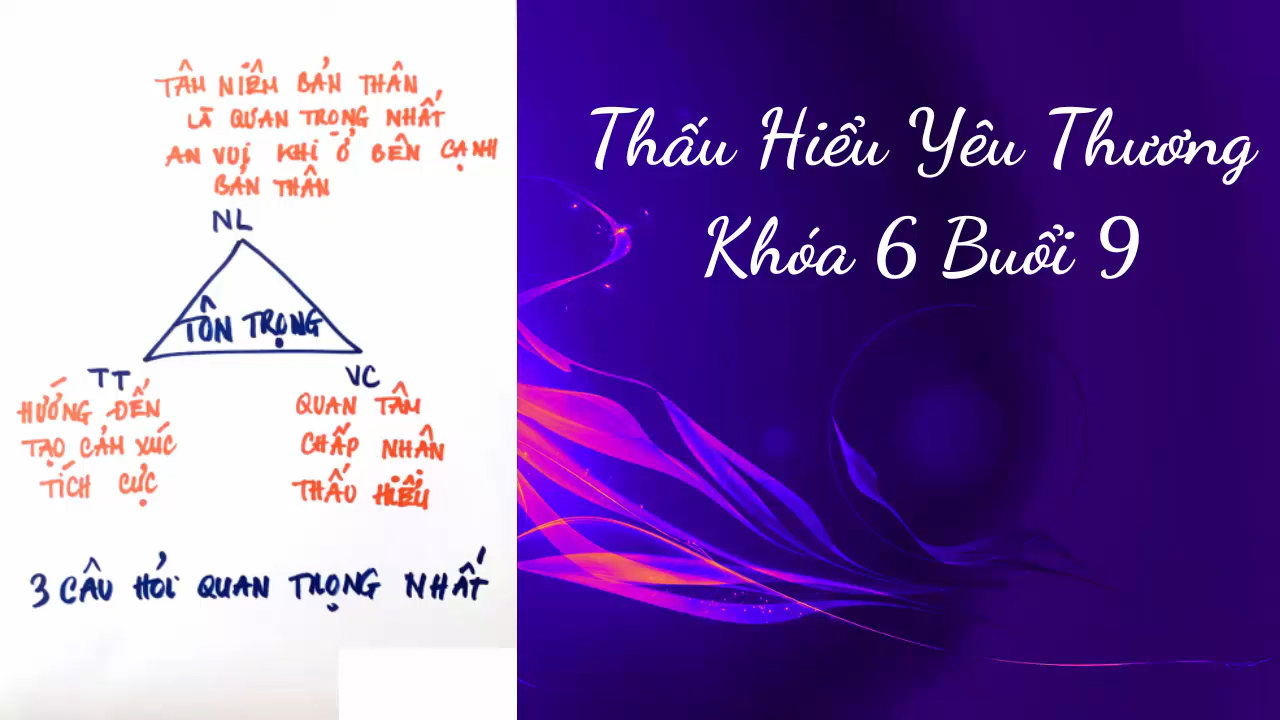 TÂM NIỆM BẢN THÂN
LÀ QUAN TRỌNG NHẤT
AN VUI KHI Ở BÊN CẠNH
BẢN THÂN
NL
TÔN TRỌNG
TT
VC
HƯỚNG ĐẾN
TẠO CẢM XÚC
TÍCH CỰC
QUAN TÂM
CHẤP NHẬN
THẤU HIỂU
3 CÂU HỎI QUAN TRỌNG NHẤT
Thấu Hiểu Yêu Thương
Khóa 6 Buổi 9